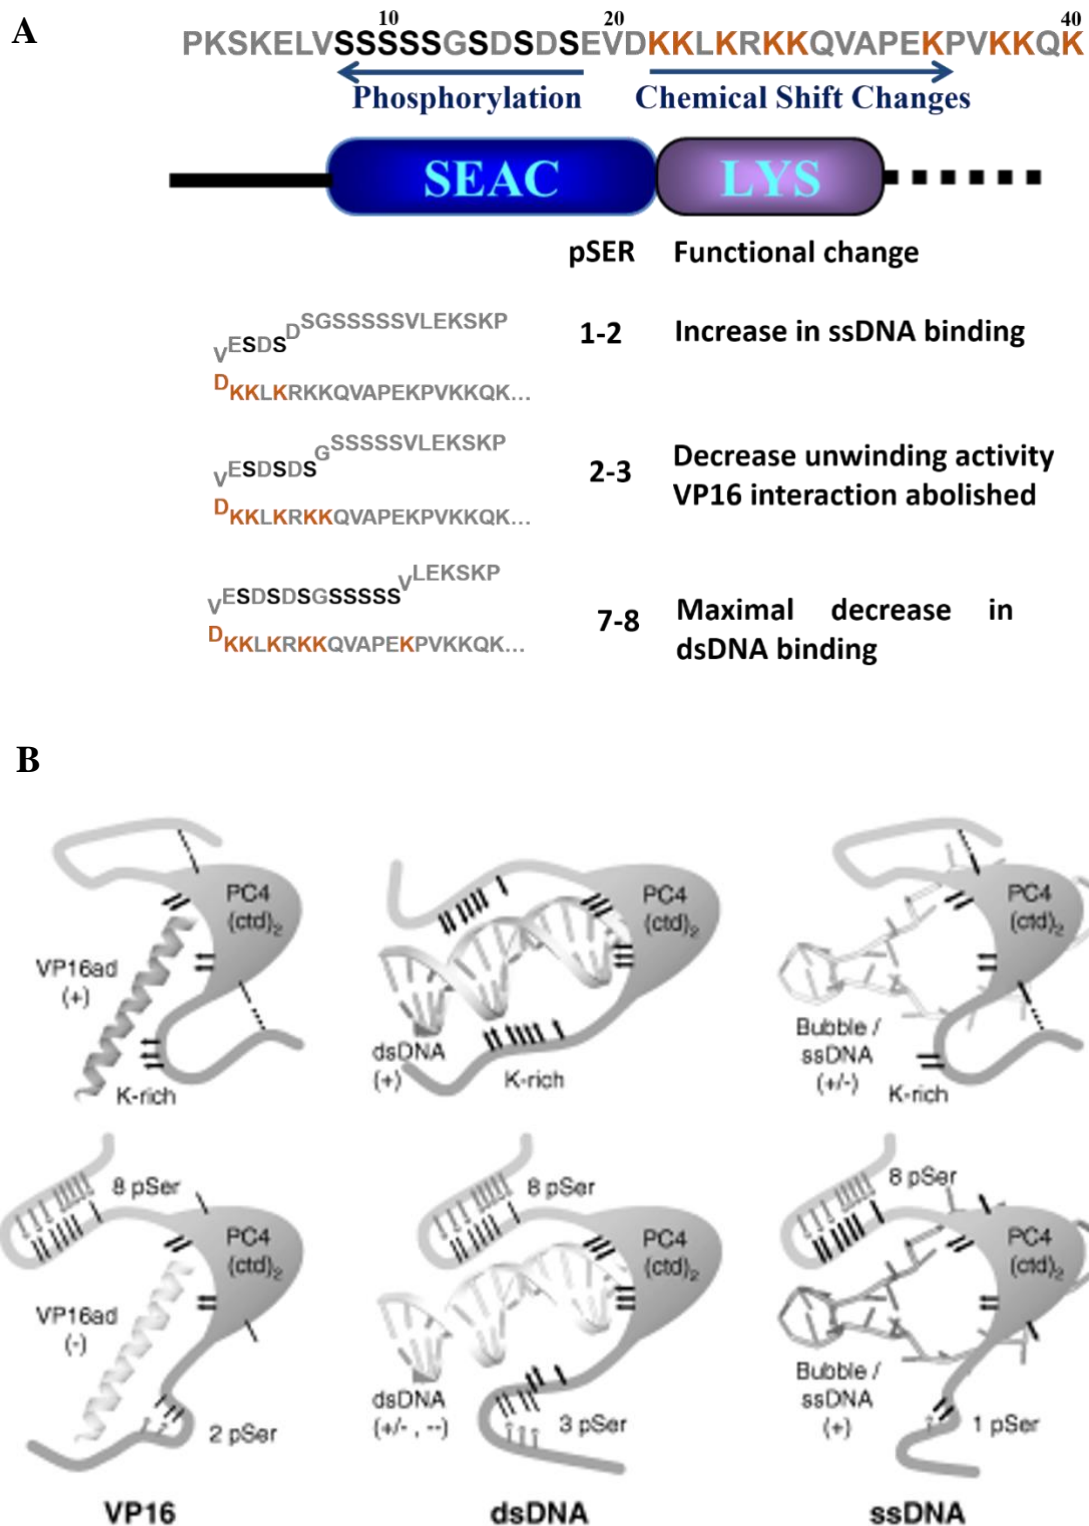 A
10 20 40
PKSKELVSSSSSGSDSDSEVDKKLKRKKQVAPEKPVKKQK
Phosphorylation Chemical Shift Changes
SEAC LYS
pSER Functional change
VESDSDSGSSSSSVLEKSKP
1-2 Increase in ssDNA binding
DKKLKRKKQVAPEKPVKKQK...
VESDSDSGSSSSSVLEKSKP
2-3 Decrease unwinding activity
VP16 interaction abolished
DKKLKRKKQVAPEKPVKKQK...
VESDSDSGSSSSSVLEKSKP
7-8 Maximal decrease in
dsDNA binding
DKKLKRKKQVAPEKPVKKQK...
B
PC4
(ctd)2
VP16ad
(+)
K-rich
PC4
(ctd)2
dsDNA
(+)
K-rich
PC4
(ctd)2
Bubble /
ssDNA
(+/-)
K-rich
8 pSer
PC4
(ctd)2
VP16ad
(-)
2 pSer
8 pSer
PC4
(ctd)2
dsDNA
(+/- , --)
3 pSer
8 pSer
PC4
(ctd)2
Bubble /
ssDNA
(+)
1 pSer
VP16 dsDNA ssDNA